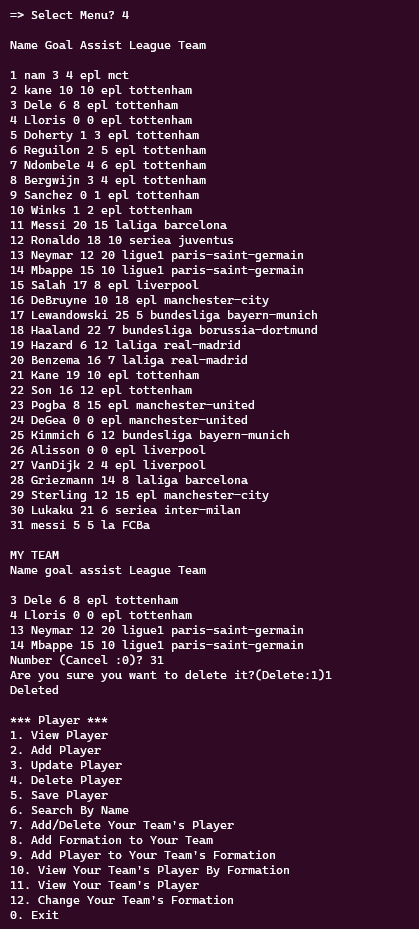 => Select Menu? 4
Name Goal Assist League Team
1 nam 3 4 epl mct
2 kane 10 10 epl tottenham
3 Dele 6 8 epl tottenham
4 Lloris 0 0 epl tottenham
5 Doherty 1 3 epl tottenham
6 Reguilon 2 5 epl tottenham
7 Ndombele 4 6 epl tottenham
8 Bergwijn 3 4 epl tottenham
9 Sanchez 0 1 epl tottenham
10 Winks 1 2 epl tottenham
11 Messi 20 15 laliga barcelona
12 Ronaldo 18 10 seriea juventus
13 Neymar 12 20 ligue1 paris-saint-germain
14 Mbappe 15 10 ligue1 paris-saint-germain
15 Salah 17 8 epl liverpool
16 DeBruyne 10 18 epl manchester-city
17 Lewandowski 25 5 bundesliga bayern-munich
18 Haaland 22 7 bundesliga borussia-dortmund
19 Hazard 6 12 laliga real-madrid
20 Benzema 16 7 laliga real-madrid
21 Kane 19 10 epl tottenham
22 Son 16 12 epl tottenham
23 Pogba 8 15 epl manchester-united
24 DeGea 0 0 epl manchester-united
25 Kimmich 6 12 bundesliga bayern-munich
26 Alisson 0 0 epl liverpool
27 VanDijk 2 4 epl liverpool
28 Griezmann 14 8 laliga barcelona
29 Sterling 12 15 epl manchester-city
30 Lukaku 21 6 seriea inter-milan
31 messi 5 5 la FCBa
MY TEAM
Name goal assist League Team
3 Dele 6 8 epl tottenham
4 Lloris 0 0 epl tottenham
13 Neymar 12 20 ligue1 paris-saint-germain
14 Mbappe 15 10 ligue1 paris-saint-germain
Number (Cancel :0)? 31
Are you sure you want to delete it?(Delete:1)1
Deleted
*** Player ***
1. View Player
2. Add Player
3. Update Player
4. Delete Player
5. Save Player
6. Search By Name
7. Add/Delete Your Team's Player
8. Add Formation to Your Team
9. Add Player to Your Team's Formation
10. View Your Team's Player By Formation
11. View Your Team's Player
12. Change Your Team's Formation
0. Exit